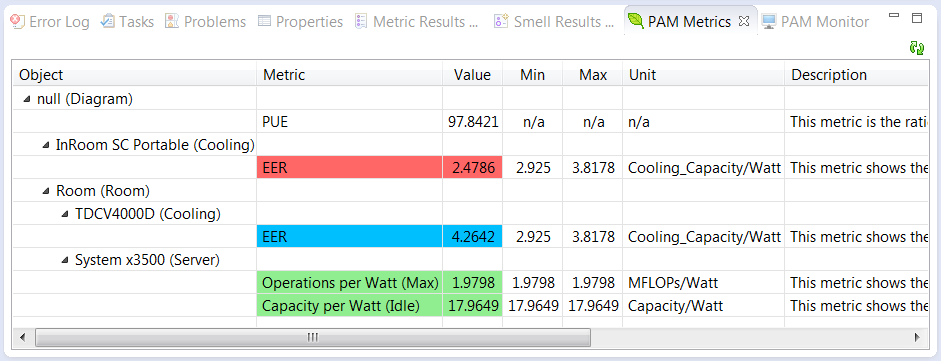 Error Log Tasks Problems Properties Metric Results ... Smell Results ... PAM Metrics PAM Monitor
Object Metric Value Min Max Unit Description
null (Diagram)
PUE 97.8421 n/a n/a n/a This metric is the rati
InRoom SC Portable (Cooling)
EER 2.4786 2.925 3.8178 Cooling_Capacity/Watt This metric shows the
Room (Room)
TDCV4000D (Cooling)
EER 4.2642 2.925 3.8178 Cooling_Capacity/Watt This metric shows the
System x3500 (Server)
Operations per Watt (Max) 1.9798 1.9798 1.9798 MFLOPs/Watt This metric shows the
Capacity per Watt (Idle) 17.9649 17.9649 17.9649 Capacity/Watt This metric shows the